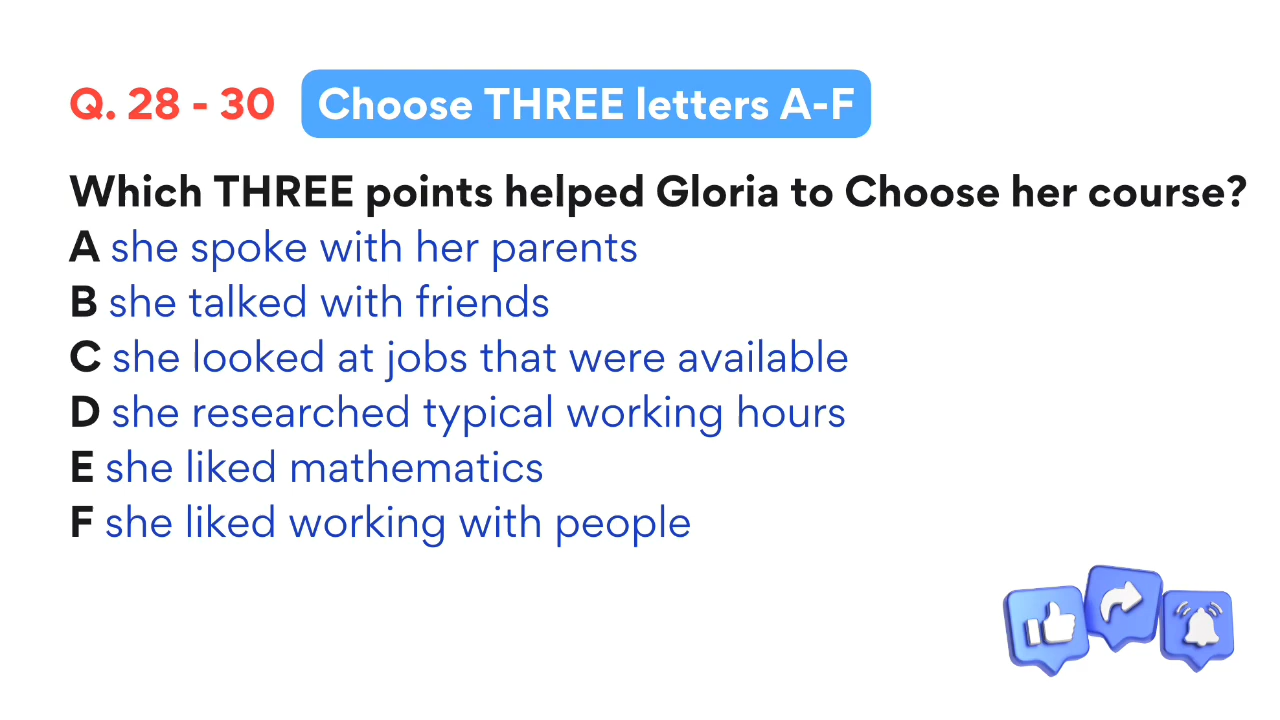 Q. 28 - 30 Choose THREE letters A-F
Which THREE points helped Gloria to Choose her course?
A she spoke with her parents
B she talked with friends
C she looked at jobs that were available
D she researched typical working hours
E she liked mathematics
F she liked working with people